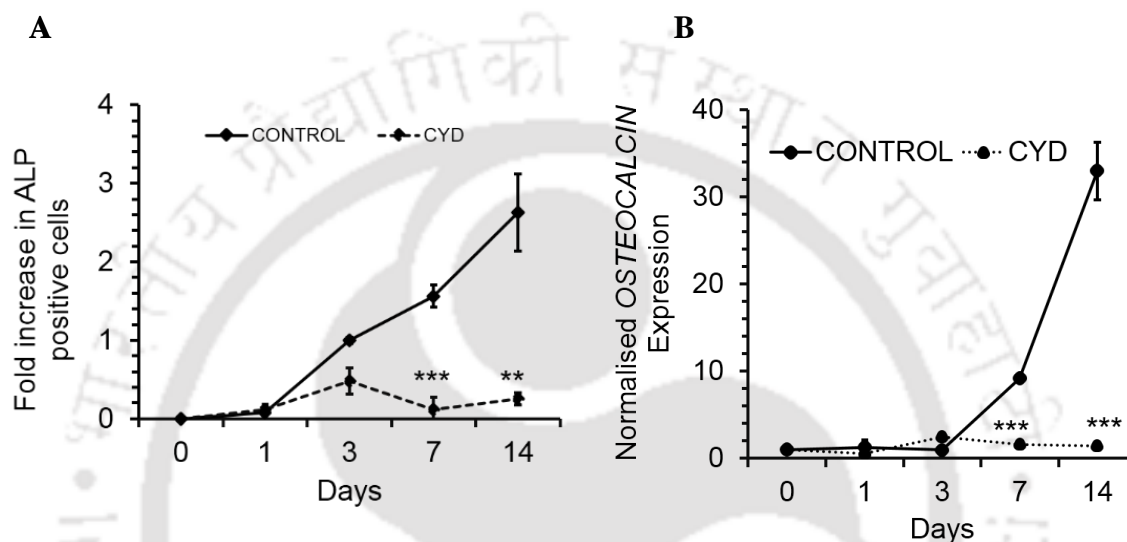 A
B
Fold increase in ALP
positive cells
4
3
2
1
0
CONTROL
CYD
***
**
0 1 3 7 14
Days
Normalised OSTEOCALCIN
Expression
40
30
20
10
0
CONTROL
CYD
***
***
0 1 3 7 14
Days